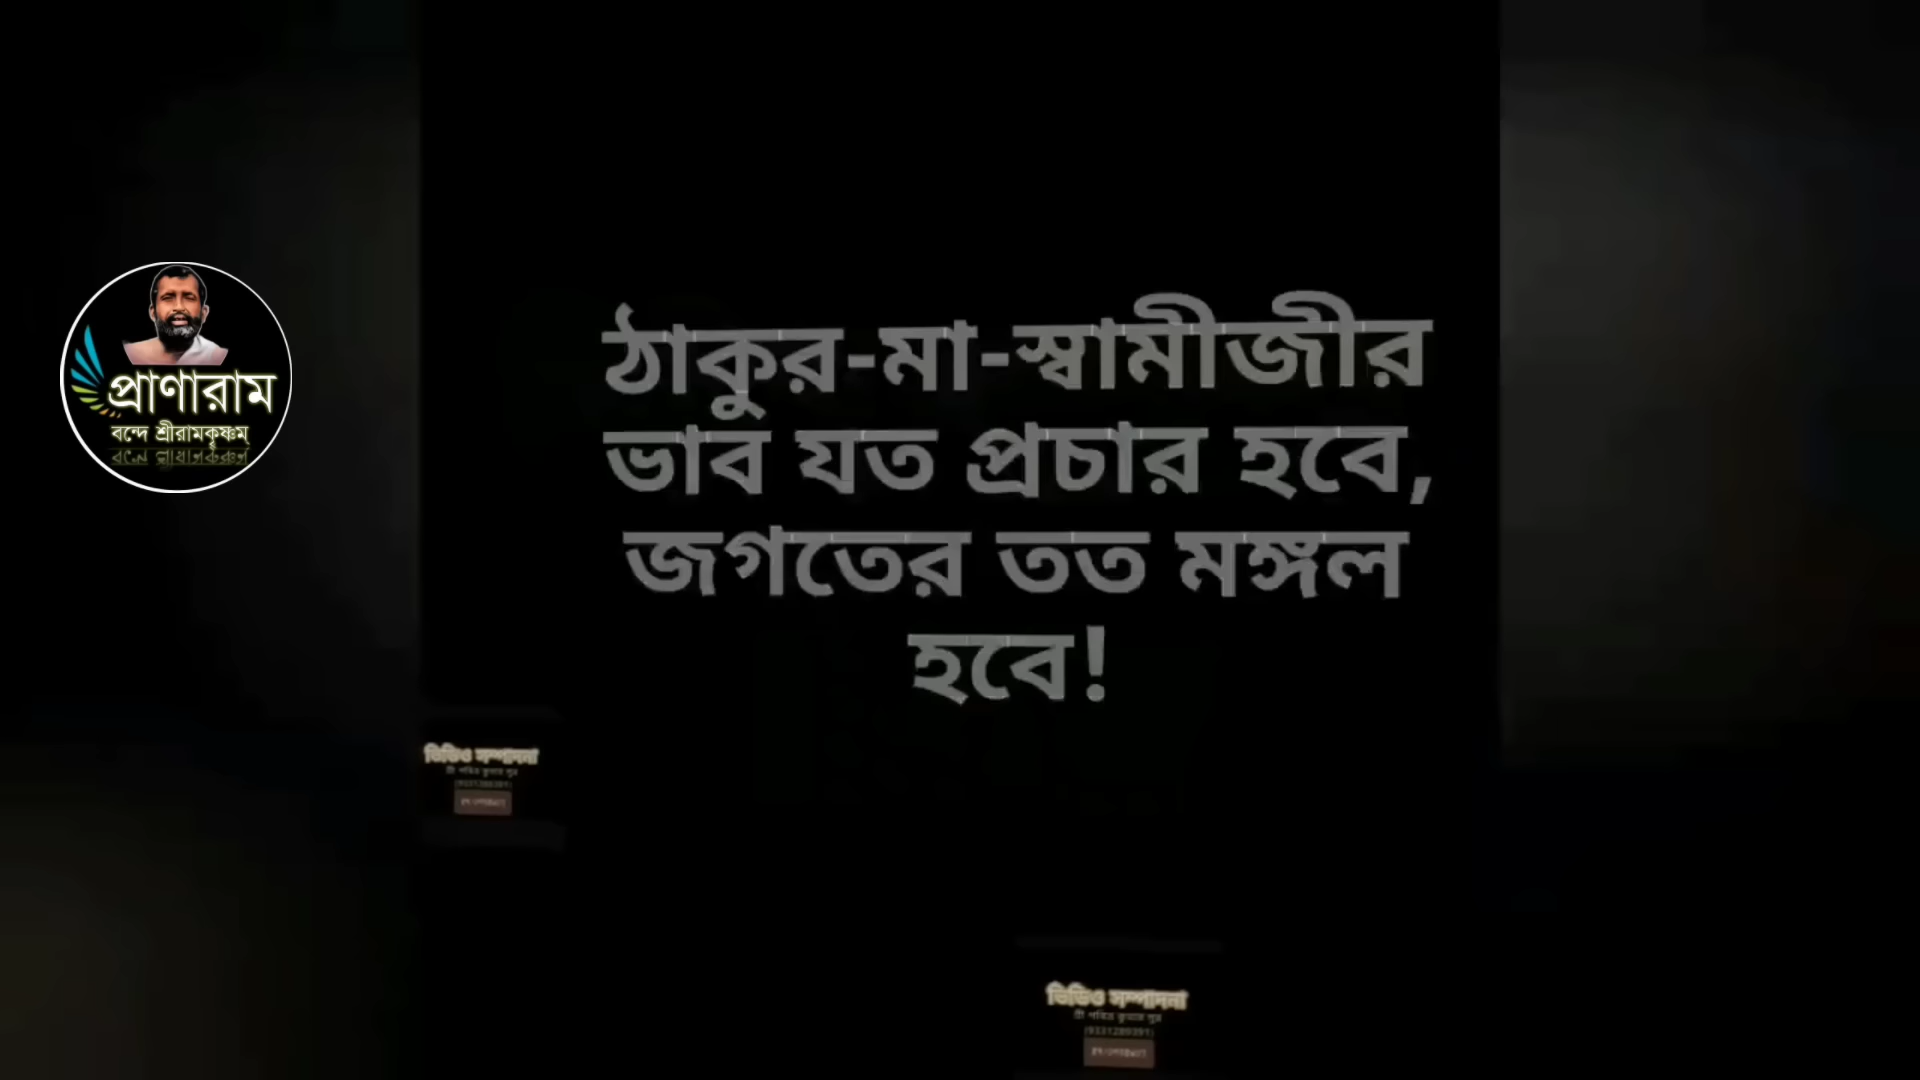 প্রাণারাম
বন্দে শ্রীরামকৃষ্ণম্
ঠাকুর-মা-স্বামীজীর
ভাব যত প্রচার হবে,
জগতের তত মঙ্গল
হবে!
ভিডিও সম্পাদনা
ভিডিও সম্পাদনা